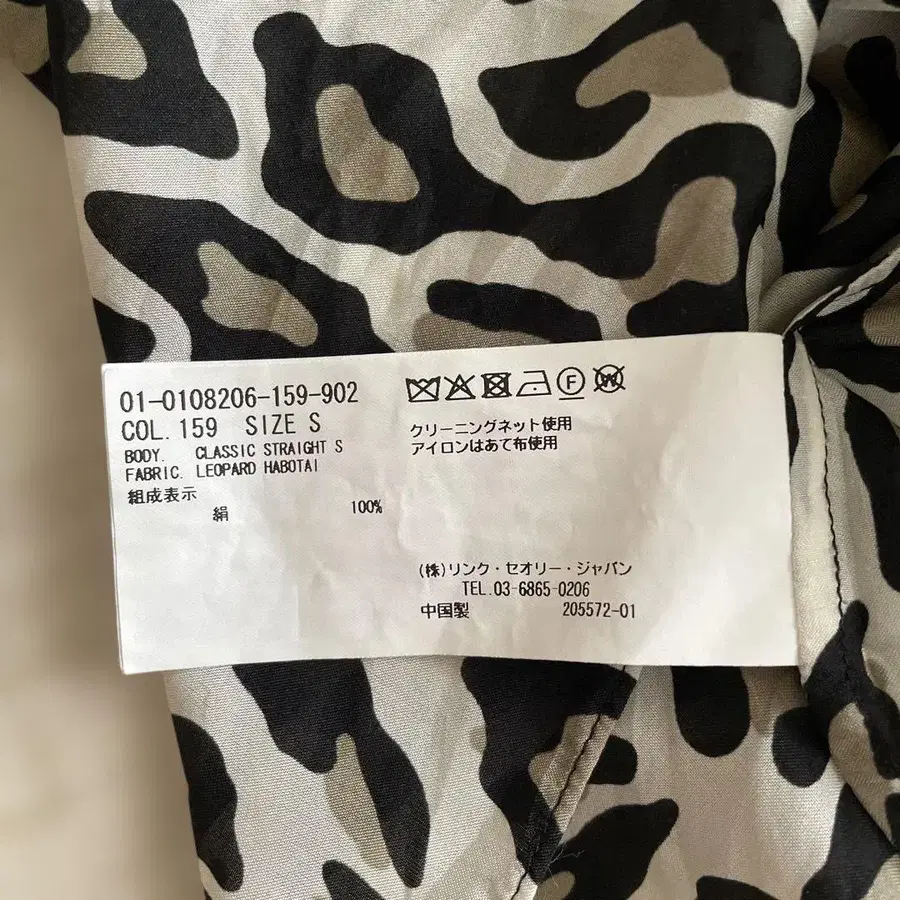 01-0108206-159-902
COL. 159 SIZE S
BODY. CLASSIC STRAIGHT S
FABRIC. LEOPARD HABOTAI
組成表示
絹 100%
F W
クリーニングネット使用
アイロンはあて布使用
(株)リンク・セオリー・ジャパン
TEL.03-6865-0206
中国製 205572-01